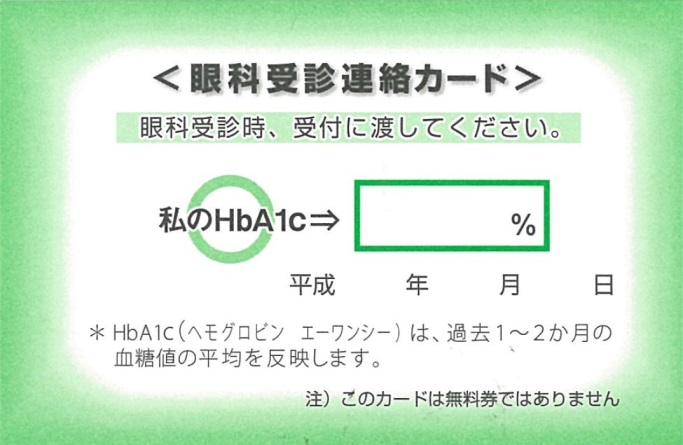 ＜眼科受診連絡カード＞
眼科受診時、受付に渡してください。
私のHbA1c⇒ %
平成 年 月 日
＊HbA1c（ヘモグロビン エーワンシー）は、過去1～2か月の
血糖値の平均を反映します。
注）このカードは無料券ではありません